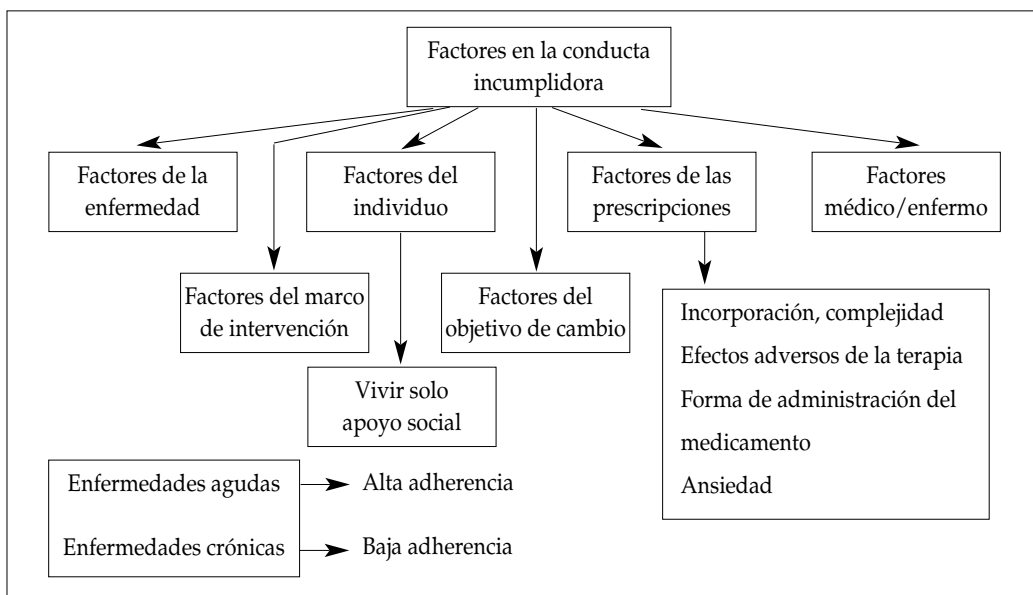 Factores en la conducta
incumplidora
Factores de la
enfermedad
Factores del
individuo
Factores de las
prescripciones
Factores
médico/enfermo
Factores del marco
de intervención
Factores del
objetivo de cambio
Incorporación, complejidad
Efectos adversos de la terapia
Forma de administración del
medicamento
Ansiedad
Vivir solo
apoyo social
Enfermedades agudas
Alta adherencia
Enfermedades crónicas
Baja adherencia